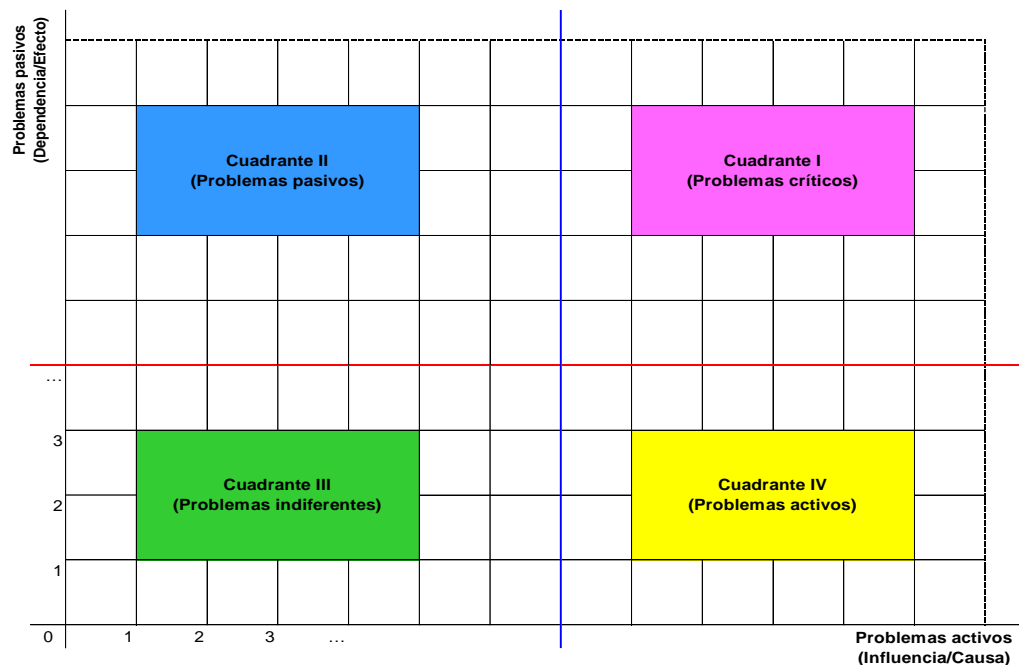 Problemas pasivos
(Dependencia/Efecto)
Cuadrante II
(Problemas pasivos)
Cuadrante I
(Problemas críticos)
...
3
Cuadrante III
(Problemas indiferentes)
Cuadrante IV
(Problemas activos)
2
1
0 1 2 3 ...
Problemas activos
(Influencia/Causa)